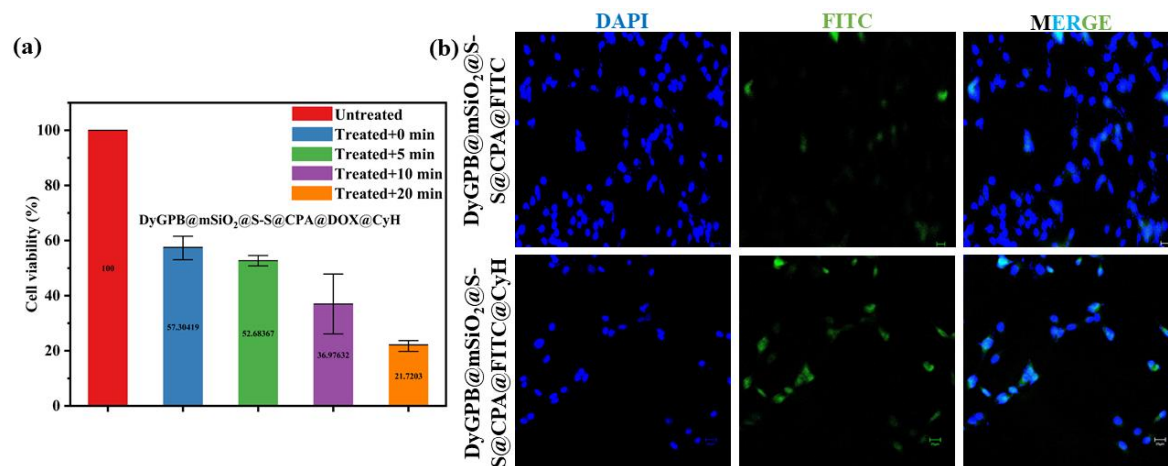 (a)
Cell viability (%)
100
80
60
40
20
0
Untreated
Treated+0 min
Treated+5 min
Treated+10 min
Treated+20 min
DyGPB@mSiO₂@S-S@CPA@DOX@CyH
100
57.30419
52.68367
36.97632
21.7203
(b)
DAPI
FITC
MERGE
DyGPB@mSiO₂@S-
S@CPA@FITC
DyGPB@mSiO₂@S-
S@CPA@FITC@CyH